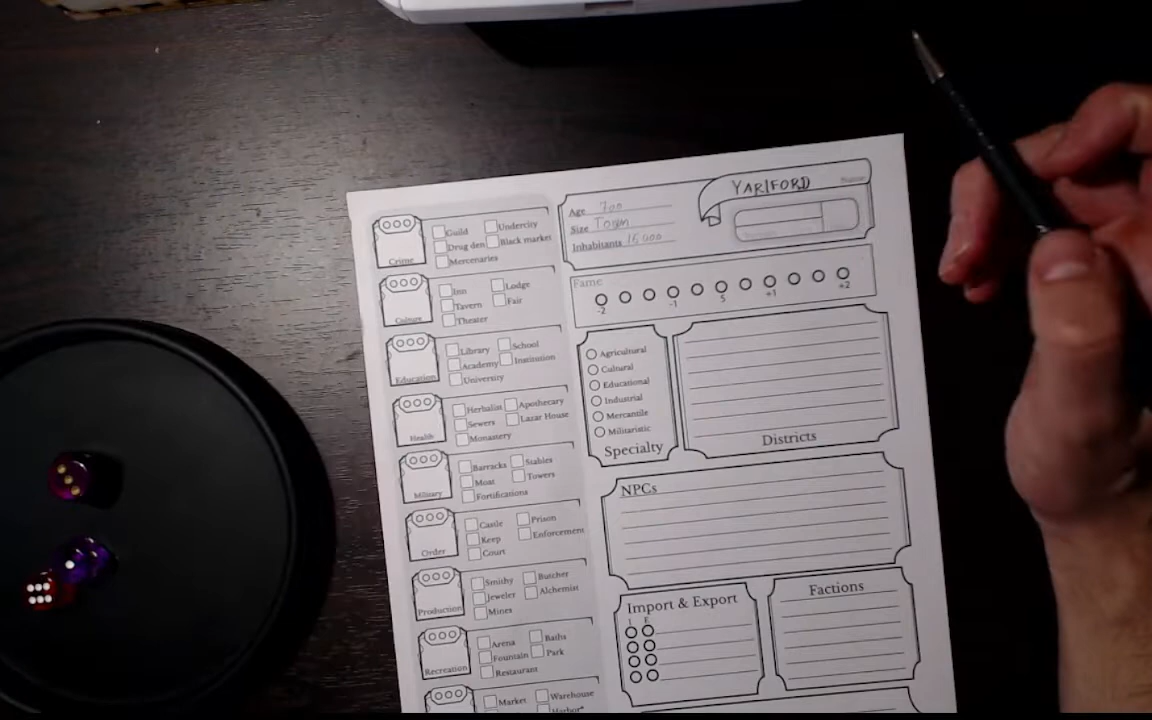 YARIFORD
Name
Age 700
Size Town
Inhabitants 15 000
Fame
-2 -1 5 +1 +2
Crime
Guild Undercity
Drug den Black market
Mercenaries
Culture
Inn Lodge
Tavern Fair
Theater
Education
Library School
Academy Institution
University
Health
Herbalist Apothecary
Sewers Lazar House
Monastery
Military
Barracks Stables
Moat Towers
Fortifications
Order
Castle Prison
Keep Enforcement
Court
Production
Smithy Butcher
Jeweler Alchemist
Mines
Recreation
Arena Baths
Fountain Park
Restaurant
Market Warehouse
Harbor*
Agricultural
Cultural
Educational
Industrial
Mercantile
Militaristic
Specialty
Districts
NPCs
Import & Export
I E
Factions